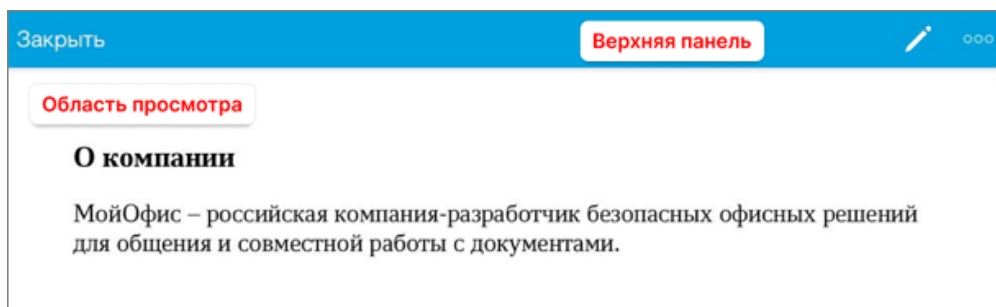 Закрыть
Верхняя панель
Область просмотра
О компании
МойОфис – российская компания-разработчик безопасных офисных решений
для общения и совместной работы с документами.